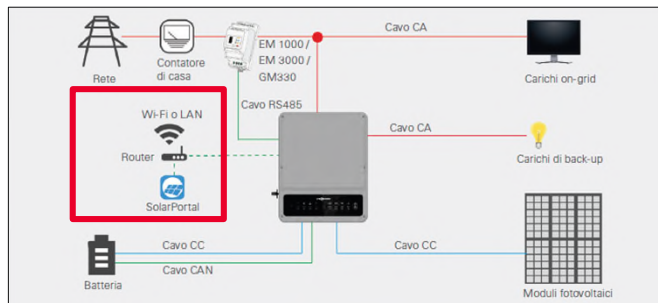 Cavo CA
EM 1000 /
EM 3000 /
GM330
Rete
Contatore
di casa
Carichi on-grid
Cavo RS485
Wi-Fi o LAN
Cavo CA
Router
Carichi di back-up
SolarPortal
Cavo CC
Cavo CC
Cavo CAN
Batteria
Moduli fotovoltaici